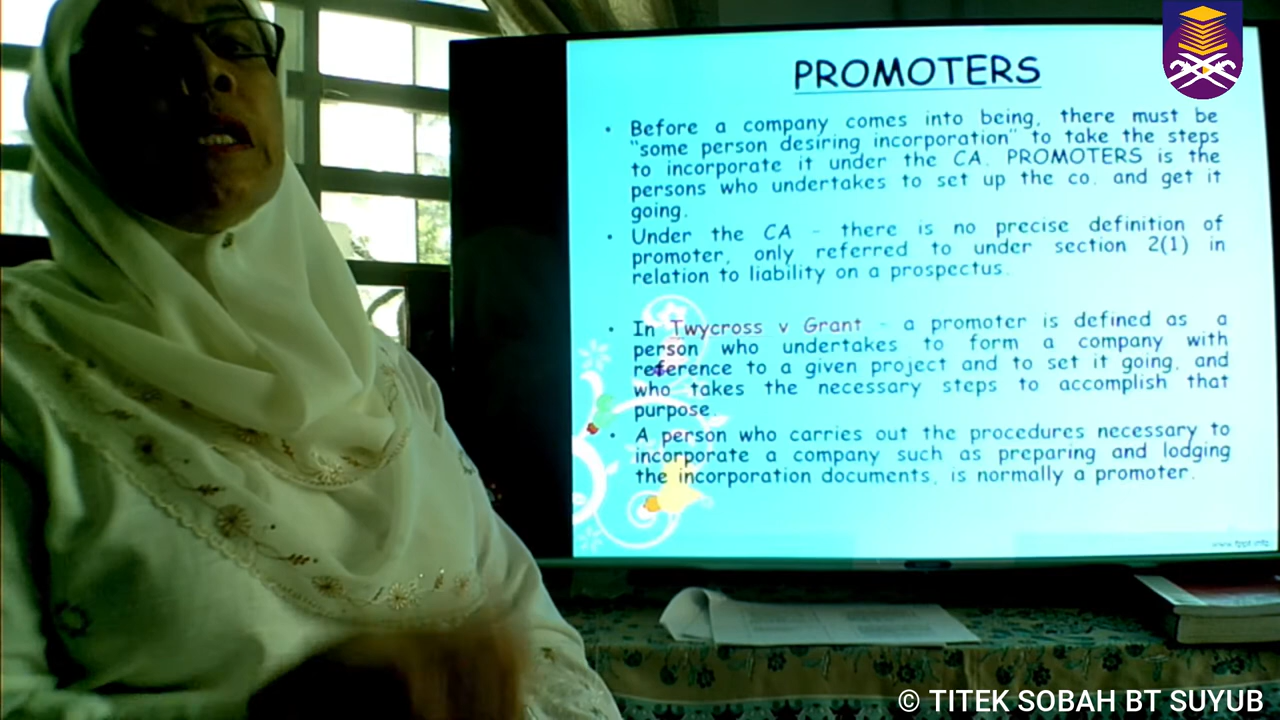 PROMOTERS
• Before a company comes into being, there must be
"some person desiring incorporation" to take the steps
to incorporate it under the CA. PROMOTERS is the
persons who undertakes to set up the co. and get it
going.
• Under the CA - there is no precise definition of
promoter, only referred to under section 2(1) in
relation to liability on a prospectus.
• In Twycross v Grant - a promoter is defined as a
person who undertakes to form a company with
reference to a given project and to set it going, and
who takes the necessary steps to accomplish that
purpose.
• A person who carries out the procedures necessary to
incorporate a company such as preparing and lodging
the incorporation documents, is normally a promoter.
© TITEK SOBAH BT SUYUB